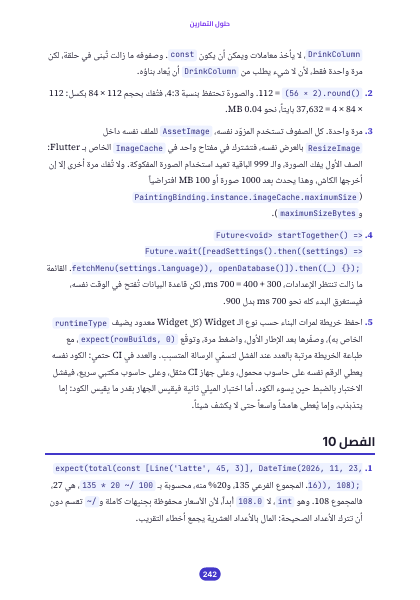 حلول التمارين
DrinkColumn ، لا يأخذ معاملات ويمكن أن يكون const . وصفوفه ما زالت تُبنى في حلقة، لكن
مرة واحدة فقط، لأن لا شيء يطلب من DrinkColumn أن يُعاد بناؤه.
2. (56 × 2).round() = 112. والصورة تحتفظ بنسبة 4:3، فتُفك بحجم 112 × 84 بكسل: 112
× 84 × 4 = 37,632 بايتاً، نحو 0.04 MB.
3. مرة واحدة. كل الصفوف تستخدم المزوّد نفسه، AssetImage للملف نفسه داخل
ResizeImage بالعرض نفسه، فتشترك في مفتاح واحد في ImageCache الخاص بـ Flutter:
الصف الأول يفك الصورة، والـ 999 الباقية تعيد استخدام الصورة المفكوكة. ولا تُفك مرة أخرى إلا إن
أخرجها الكاش، وهذا يحدث بعد 1000 صورة أو 100 MB افتراضياً
( PaintingBinding.instance.imageCache.maximumSize
و maximumSizeBytes ).
4. Future<void> startTogether() =>
Future.wait([readSettings().then((settings) =>
fetchMenu(settings.language)), openDatabase()]).then((_) {}); . القائمة
ما زالت تنتظر الإعدادات، 300 + 400 = 700 ms، لكن قاعدة البيانات تُفتح في الوقت نفسه،
فيستغرق البدء كله نحو 700 ms بدل 900.
5. احفظ خريطة لمرات البناء حسب نوع الـ Widget (كل Widget معدود يضيف runtimeType
الخاص به)، وصفّرها بعد الإطار الأول، واضغط مرة، وتوقّع expect(rowBuilds, 0) ، مع
طباعة الخريطة مرتبة بالعدد عند الفشل لتسمّي الرسالة المتسبب. والعدد في CI حتمي: الكود نفسه
يعطي الرقم نفسه على حاسوب محمول، وعلى جهاز CI مثقل، وعلى حاسوب مكتبي سريع، فيفشل
الاختبار بالضبط حين يسوء الكود. أما اختبار الميلي ثانية فيقيس الجهاز بقدر ما يقيس الكود: إما
يتذبذب، وإما يُعطى هامشاً واسعاً حتى لا يكشف شيئاً.
الفصل 10
1. expect(total(const [Line('latte', 45, 3)], DateTime(2026, 11, 23,
16)), 108); . المجموع الفرعي 135، و20% منه، محسوبة بـ 135 * 20 ~/ 100 ، هي 27,
فالمجموع 108. وهو int ، لا 108.0 أبداً، لأن الأسعار محفوظة بجنيهات كاملة و ~/ تقسم دون
أن تترك الأعداد الصحيحة: المال بالأعداد العشرية يجمع أخطاء التقريب.
242